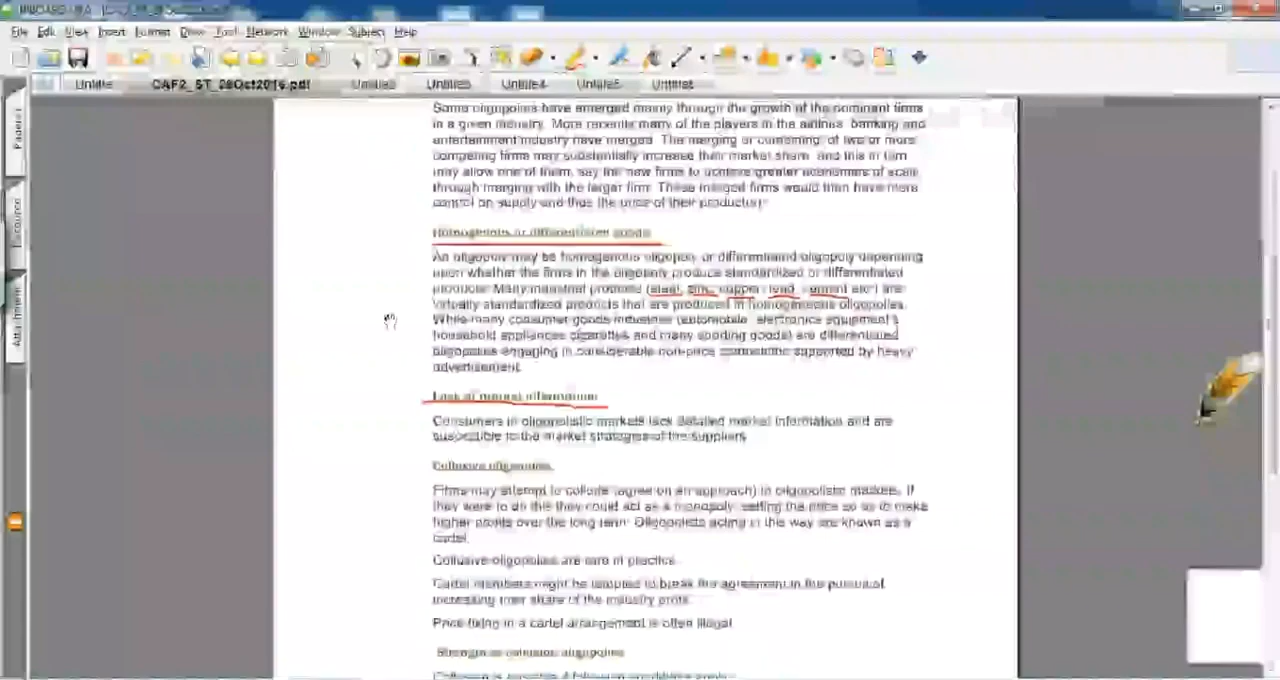 File Edit View Insert Format Draw Tool Network Window Subject Help
Untitle CAF2_ST_28Oct2016.pdf Untitle5 Untitle4 Untitle5 Untitle6
Some oligopolies have emerged mainly through the growth of the dominant firms
in a given industry. More recently many of the players in the airlines, banking and
entertainment industry have merged. The merging or combining of two or more
competing firms may substantially increase their market share, and this in turn
may allow one of them, say the new firms to achieve greater economies of scale
through merging with the larger firm. These merged firms would then have more
control on supply and thus the price of their product(s).
Homogenous or differentiated goods
An oligopoly may be homogenous oligopoly or differentiated oligopoly depending
upon whether the firms in the oligopoly produce standardized or differentiated
products. Many industrial products (steel, zinc, copper, lead, cement etc.) are
virtually standardized products that are produced in homogeneous oligopolies.
While many consumer goods industries (automobile, electronics equipment's
household appliances cigarettes and many sporting goods) are differentiated
oligopolies engaging in considerable non-price competition supported by heavy
advertisement.
Lack of market information
Consumers in oligopolistic markets lack detailed market information and are
susceptible to the market strategies of the suppliers
Collusive oligopolies
Firms may attempt to collude (agree on an approach) in oligopolistic markets. If
they were to do this they could act as a monopoly, setting the price so as to make
higher profits over the long term. Oligopolists acting in this way are known as a
cartel.
Collusive oligopolies are rare in practice.
Cartel members might be tempted to break the agreement in the pursuit of
increasing their share of the industry profit.
Price fixing in a cartel arrangement is often illegal
Strength of collusion oligopolies
Papers
Resource
Attachment